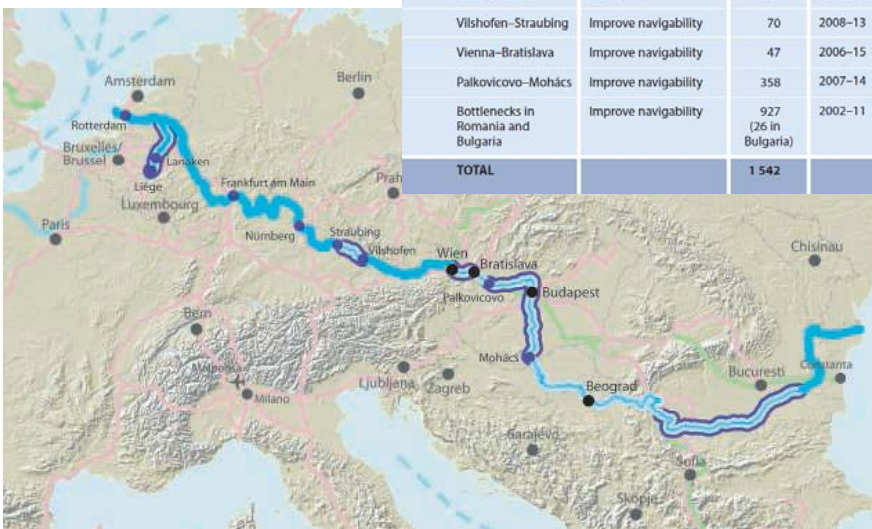 Vilshofen–Straubing Improve navigability 70 2008–13
Vienna–Bratislava Improve navigability 47 2006–15
Palkovicovo–Mohács Improve navigability 358 2007–14
Bottlenecks in Improve navigability 927 2002–11
Romania and (26 in
Bulgaria Bulgaria)
TOTAL 1 542
Amsterdam
Berlin
Rotterdam
Bruxelles/
Brussel
Lanaken
Liège
Frankfurt am Main
Luxembourg
Paris
Nürnberg
Straubing
Vilshofen
Wien
Bratislava
Chisinau
Palkovicovo
Budapest
Bern
Mohács
Malpensa
Milano
Ljubljana
Zagreb
Beograd
Bucuresti
Constanta
Sarajevo
Sofia
Skopje